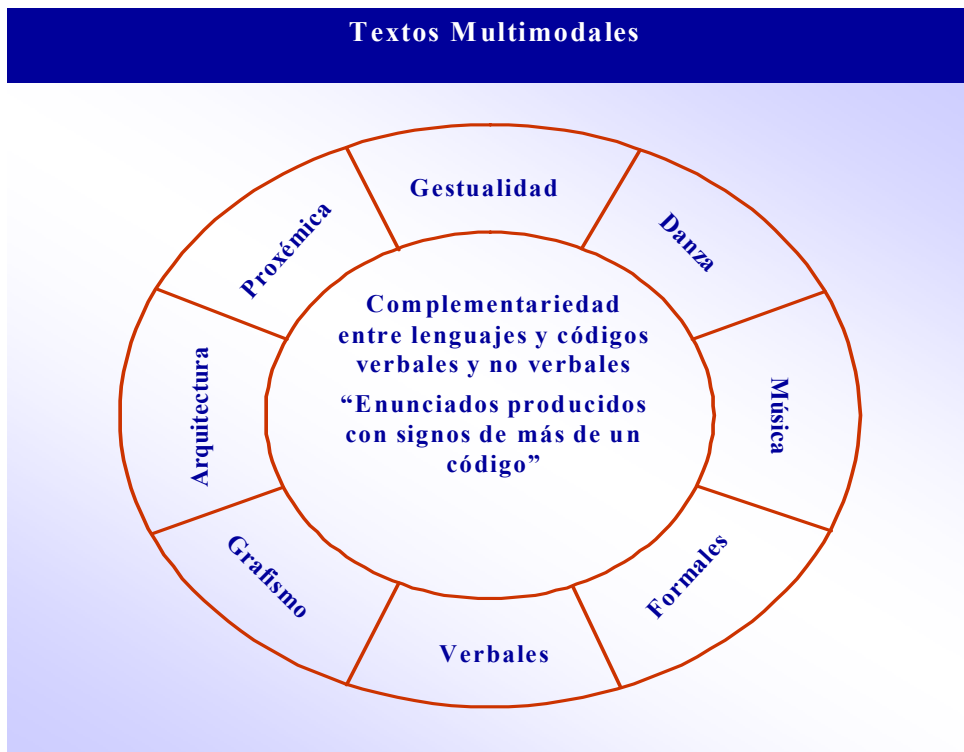 Textos Multimodales
Gestualidad
Danza
Música
Formales
Verbales
Grafismo
Arquitectura
Proxémica
Complementariedad
entre lenguajes y códigos
verbales y no verbales
“Enunciados producidos
con signos de más de un
código”